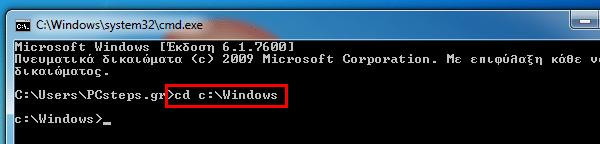 C:\Windows\system32\cmd.exe
Microsoft Windows [Έκδοση 6.1.7600]
Πνευματικά δικαιώματα (c) 2009 Microsoft Corporation. Με επιφύλαξη κάθε
δικαιώματος.
C:\Users\PCsteps.gr>cd c:\Windows
c:\Windows>_